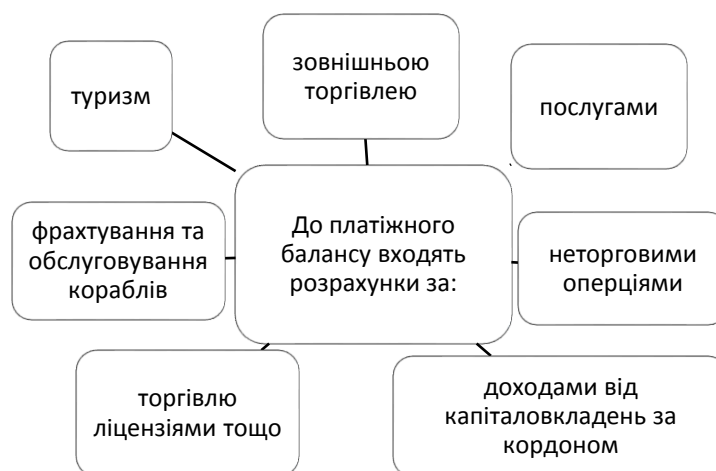 зовнішньою
торгівлею
туризм
послугами
До платіжного
балансу входять
розрахунки за:
фрахтування та
обслуговування
кораблів
неторговими
оперціями
торгівлю
ліцензіями тощо
доходами від
капіталовкладень за
кордоном